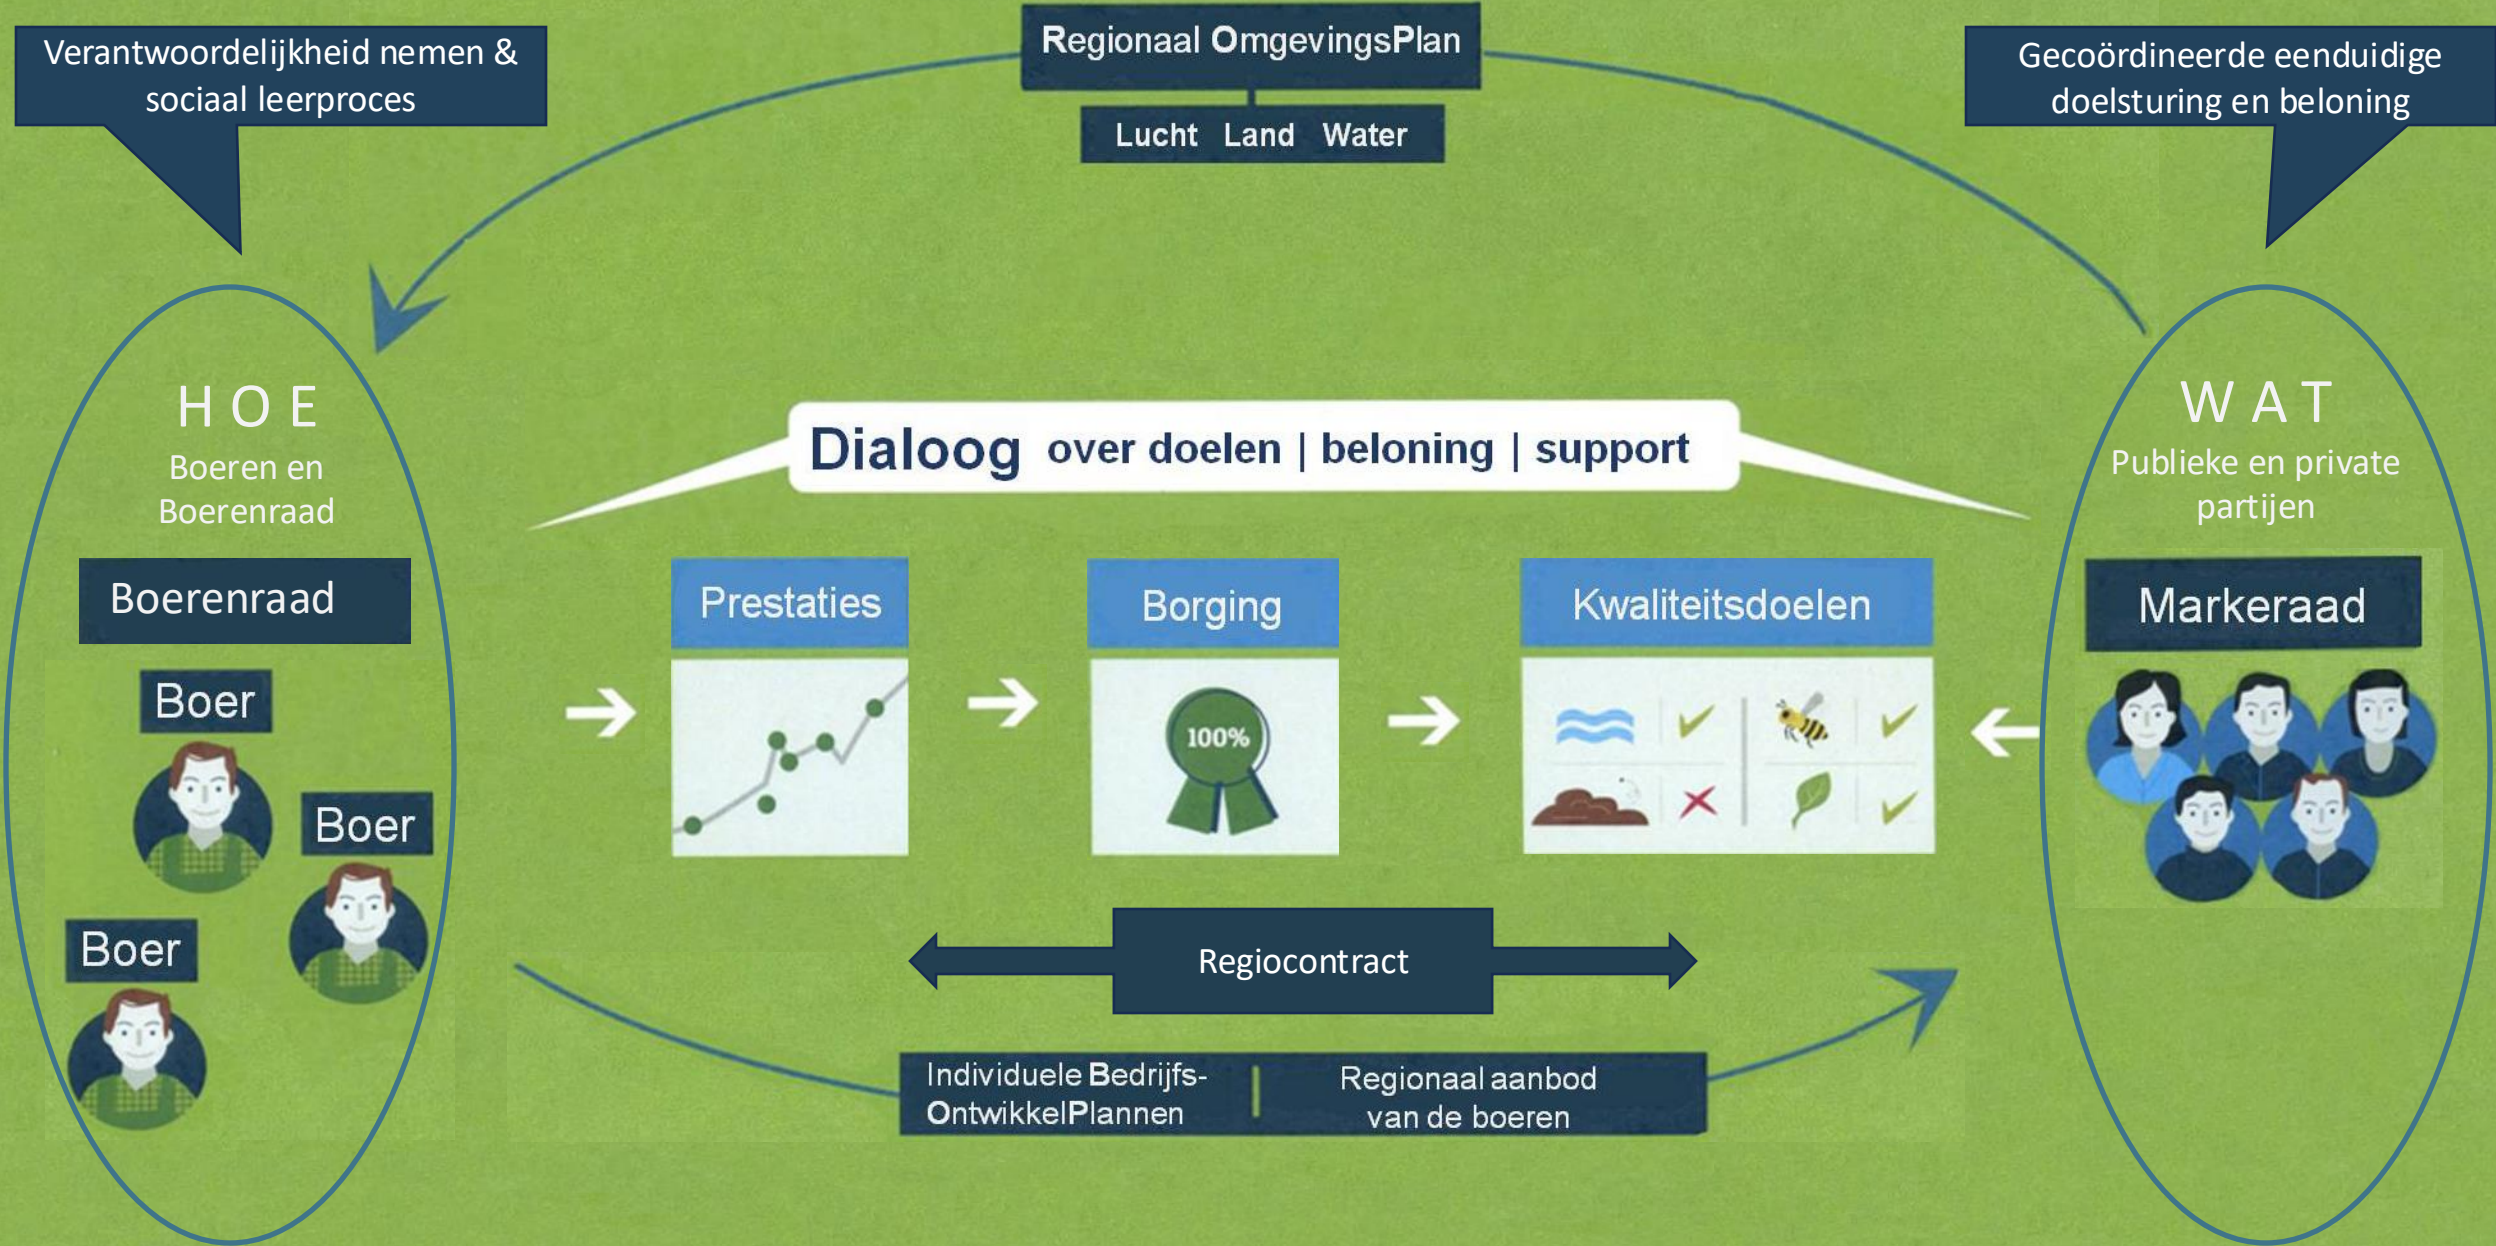 Regionaal OmgevingsPlan
Lucht Land Water
Verantwoordelijkheid nemen &
sociaal leerproces
Gecoördineerde eenduidige
doelsturing en beloning
H O E
Boeren en
Boerenraad
Boerenraad
Boer
Boer
Boer
Dialoog over doelen | beloning | support
Prestaties
Borging
100%
Kwaliteitsdoelen
W A T
Publieke en private
partijen
Markeraad
Regiocontract
Individuele Bedrijfs-
OntwikkelPlannen
Regionaal aanbod
van de boeren